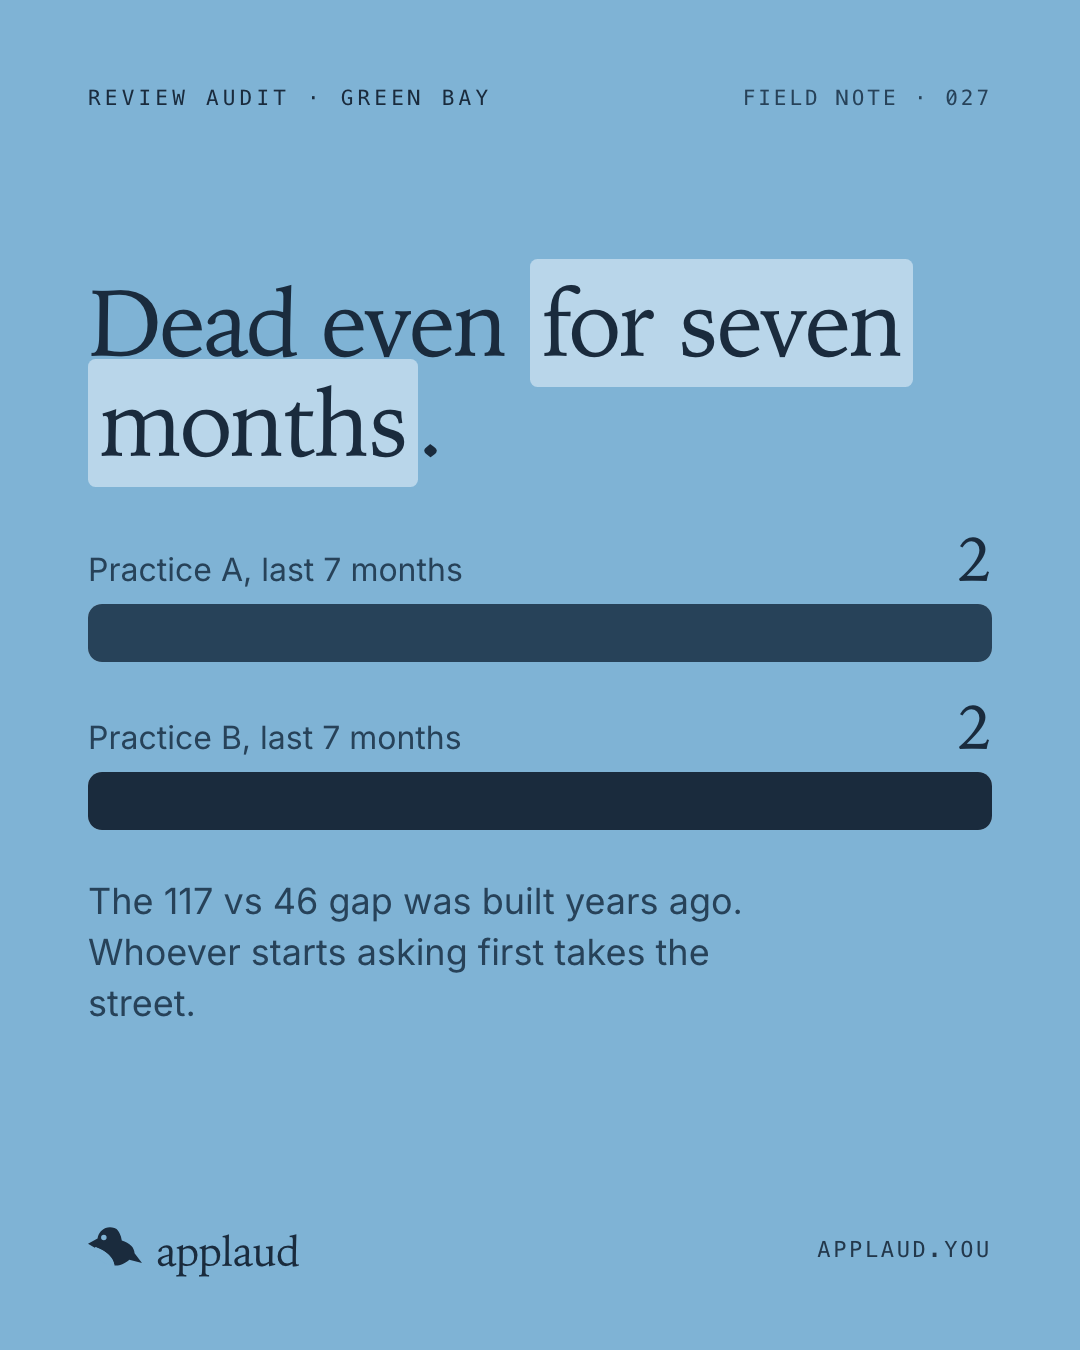 REVIEW AUDIT · GREEN BAY
FIELD NOTE · 027
Dead even for seven
months.
Practice A, last 7 months
2
Practice B, last 7 months
2
The 117 vs 46 gap was built years ago.
Whoever starts asking first takes the
street.
applaud
APPLAUD.YOU